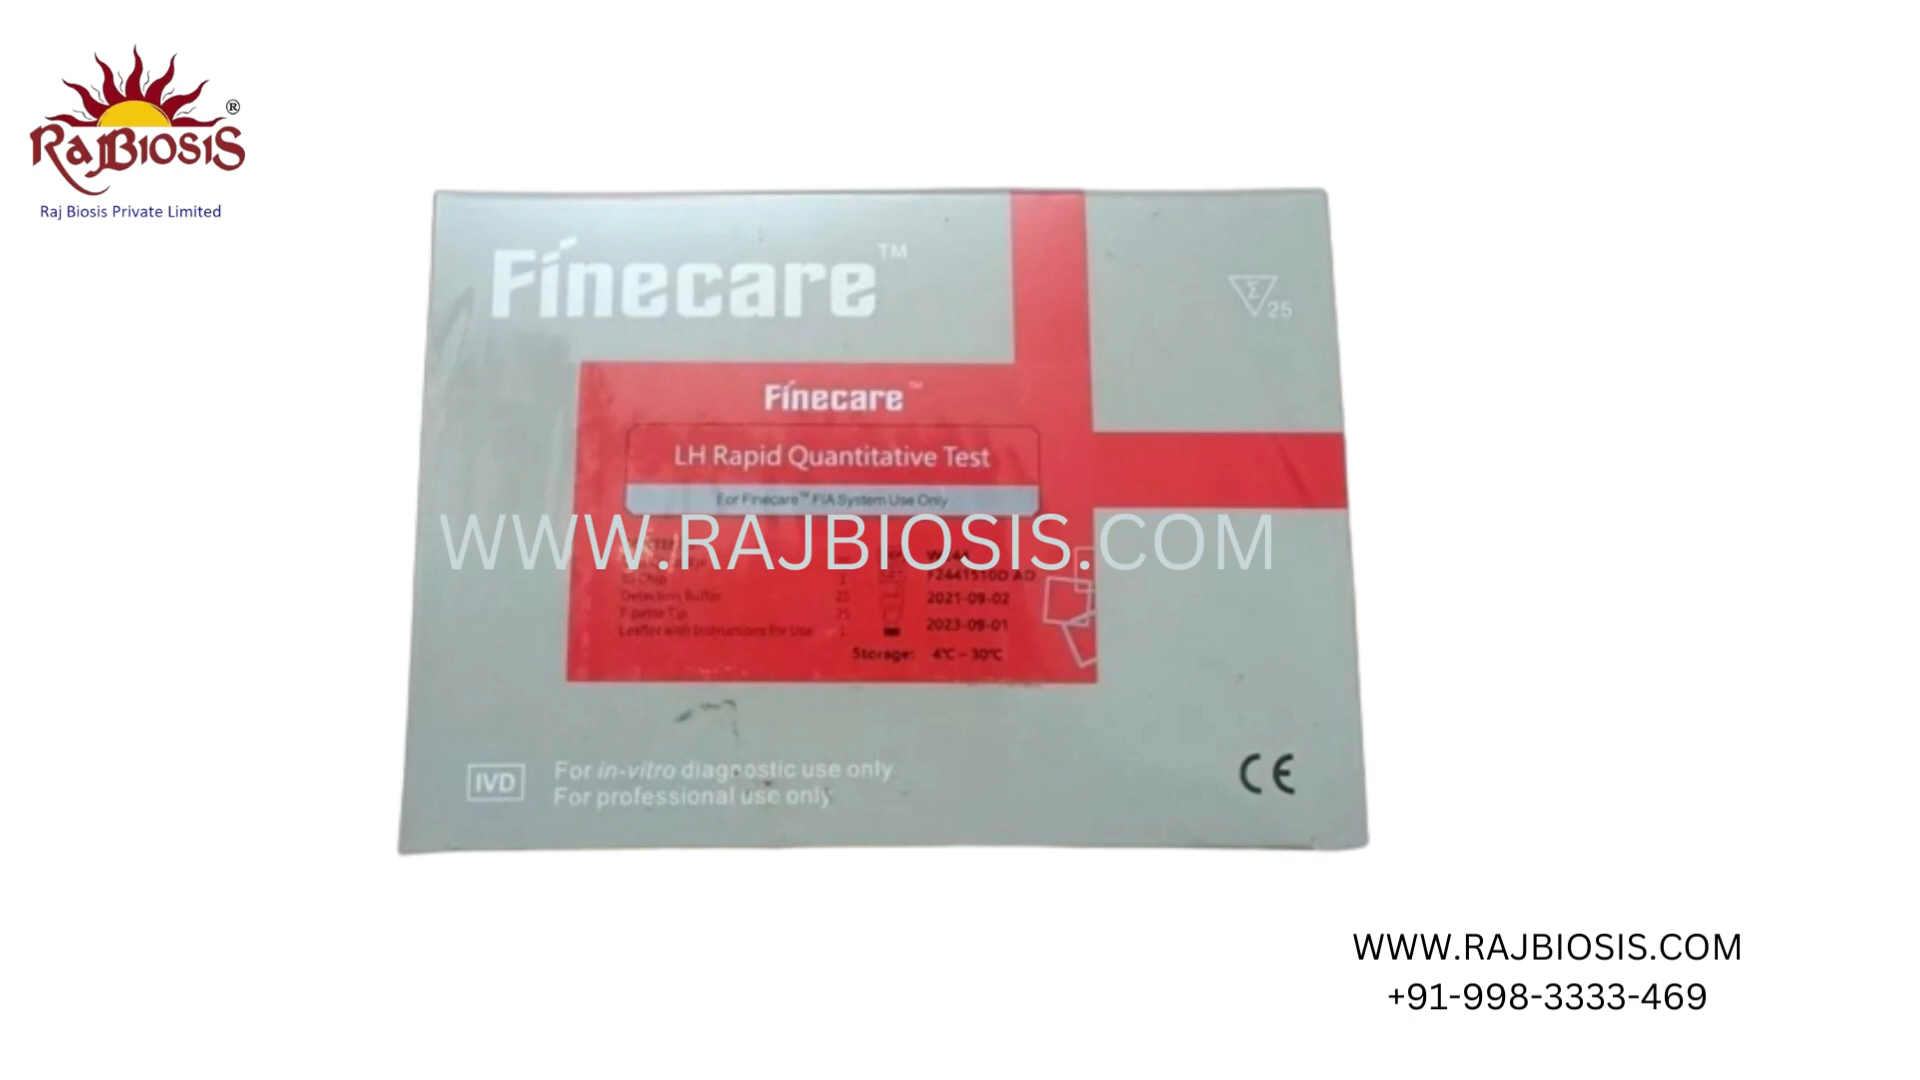 RajBiosis®
Raj Biosis Private Limited
Finecare™
Σ 25
Finecare™
LH Rapid Quantitative Test
For Finecare™ FIA System Use Only
WWW.RAJBIOSIS.COM
ID Chip 1
F2441510D AD
Detection Buffer 25
2021-09-02
Pipette Tip 25
2023-09-01
Leaflet with Instructions For Use 1
Storage: 4℃ – 30℃
IVD
For in-vitro diagnostic use only
For professional use only
CE
WWW.RAJBIOSIS.COM
+91-998-3333-469